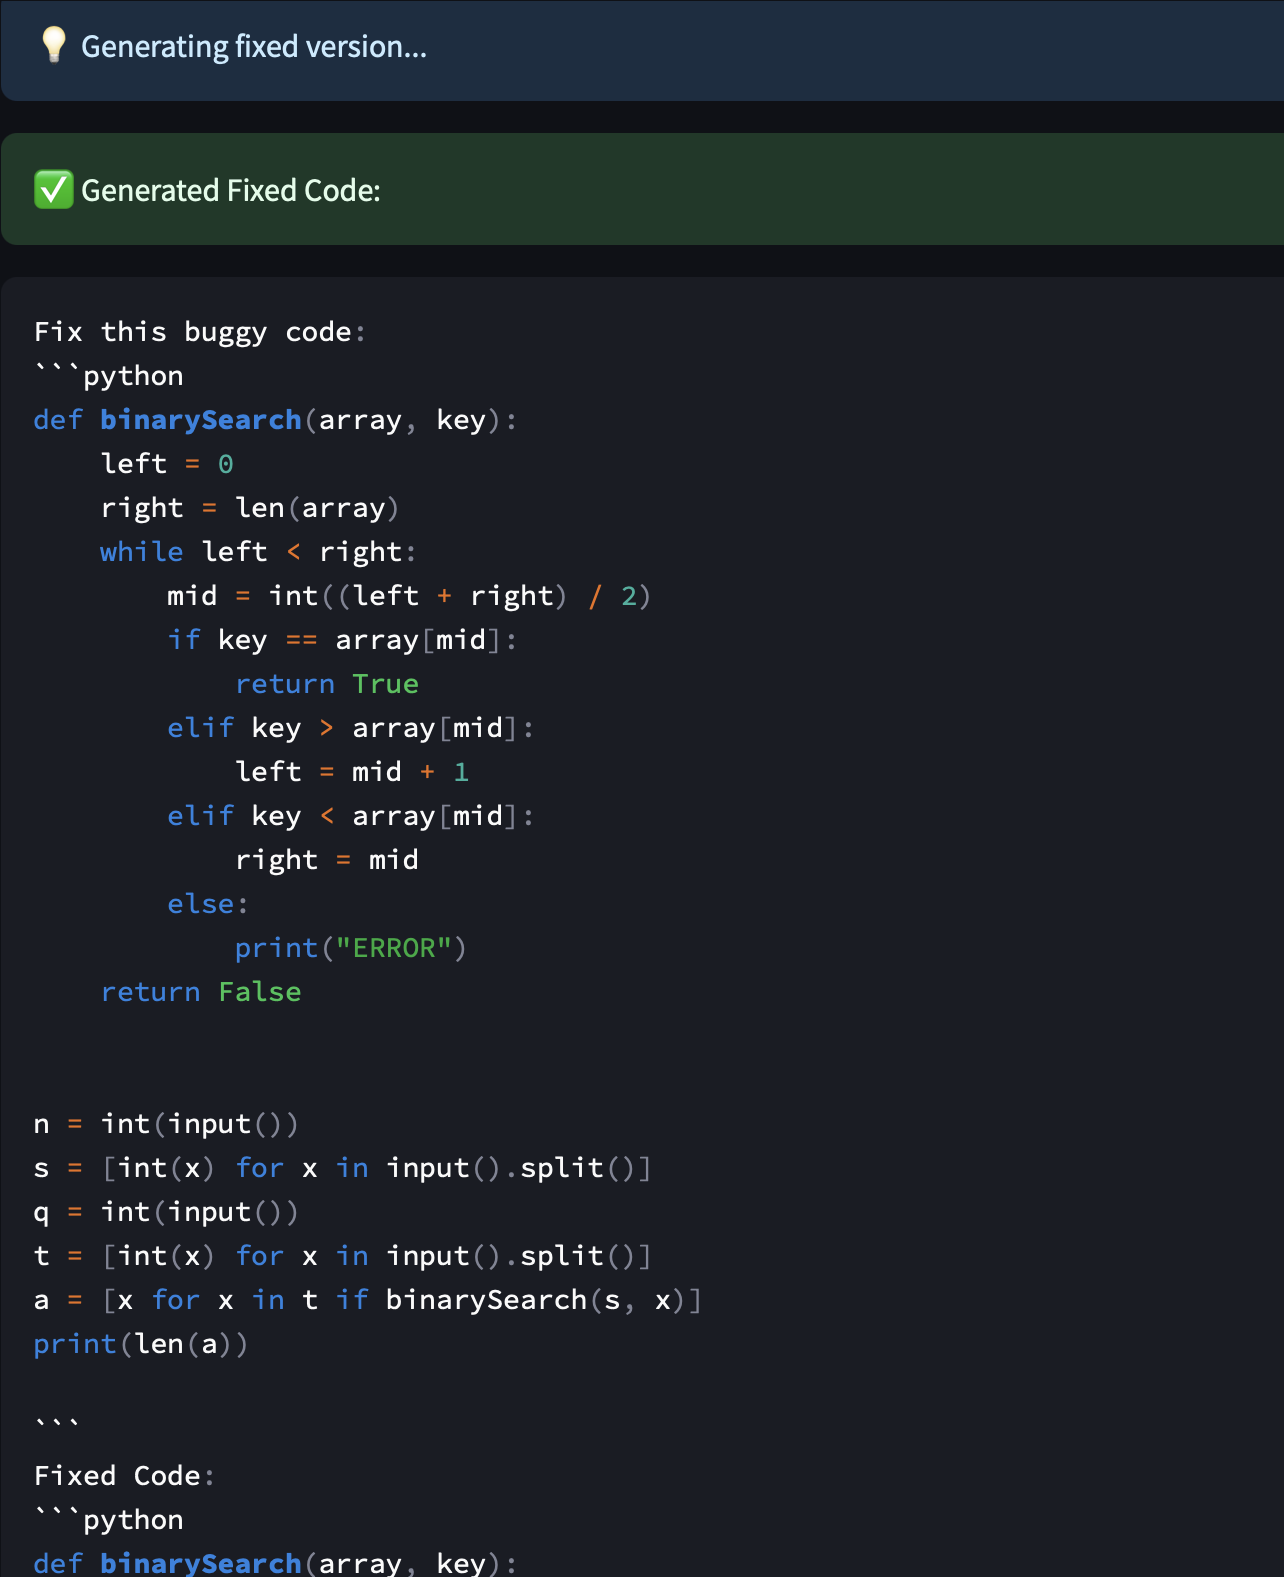 💡 Generating fixed version...
✅ Generated Fixed Code:
Fix this buggy code:
```python
def binarySearch(array, key):
    left = 0
    right = len(array)
    while left < right:
        mid = int((left + right) / 2)
        if key == array[mid]:
            return True
        elif key > array[mid]:
            left = mid + 1
        elif key < array[mid]:
            right = mid
        else:
            print("ERROR")
    return False
n = int(input())
s = [int(x) for x in input().split()]
q = int(input())
t = [int(x) for x in input().split()]
a = [x for x in t if binarySearch(s, x)]
print(len(a))
```
Fixed Code:
```python
def binarySearch(array, key):